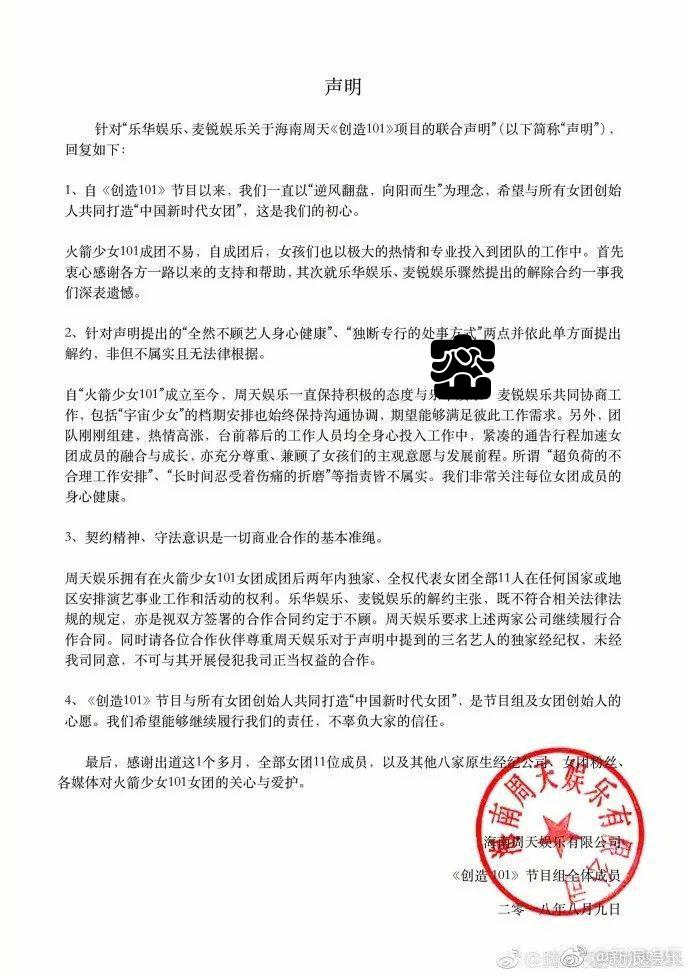 声明
针对“乐华娱乐、麦锐娱乐关于海南周天《创造101》项目的联合声明”（以下简称“声明”），
回复如下：
1、自《创造101》节目以来，我们一直以“逆风翻盘，向阳而生”为理念，希望与所有女团创始
人共同打造“中国新时代女团”，这是我们的初心。
火箭少女101成团不易，自成团后，女孩们也以极大的热情和专业投入到团队的工作中。首先
衷心感谢各方一路以来的支持和帮助，其次就乐华娱乐、麦锐娱乐骤然提出的解除合约一事我
们深表遗憾。
2、针对声明提出的“全然不顾艺人身心健康”、“独断专行的处事方式”两点并依此单方面提出
解约，非但不属实且无法律根据。
自“火箭少女101”成立至今，周天娱乐一直保持积极的态度与 麦锐娱乐共同协商工
作，包括“宇宙少女”的档期安排也始终保持沟通协调，期望能够满足彼此工作需求。另外，团
队刚刚组建，热情高涨，台前幕后的工作人员均全身心投入工作中，紧凑的通告行程加速女
团成员的融合与成长，亦充分尊重、兼顾了女孩们的主观意愿与发展前程。所谓“超负荷的不
合理工作安排”、“长时间忍受着伤痛的折磨”等指责皆不属实。我们非常关注每位女团成员的
身心健康。
3、契约精神、守法意识是一切商业合作的基本准绳。
周天娱乐拥有在火箭少女101女团成团后两年内独家、全权代表女团全部11人在任何国家或地
区安排演艺事业工作和活动的权利。乐华娱乐、麦锐娱乐的解约主张，既不符合相关法律法
规的规定，亦是视双方签署的合作合同约定于不顾。周天娱乐要求上述两家公司继续履行合
作合同。同时请各位合作伙伴尊重周天娱乐对于声明中提到的三名艺人的独家经纪权，未经
我司同意，不可与其开展侵犯我司正当权益的合作。
4、《创造101》节目与所有女团创始人共同打造“中国新时代女团”，是节目组及女团创始人的
心愿。我们希望能够继续履行我们的责任，不辜负大家的信任。
最后，感谢出道这1个多月，全部女团11位成员，以及其他八家原生经纪公司、女团粉丝、
各媒体对火箭少女101女团的关心与爱护。
海南周天娱乐有限公司
海南周天娱乐有限公司
《创造101》节目组全体成员
二零一八年八月九日
@新浪娱乐